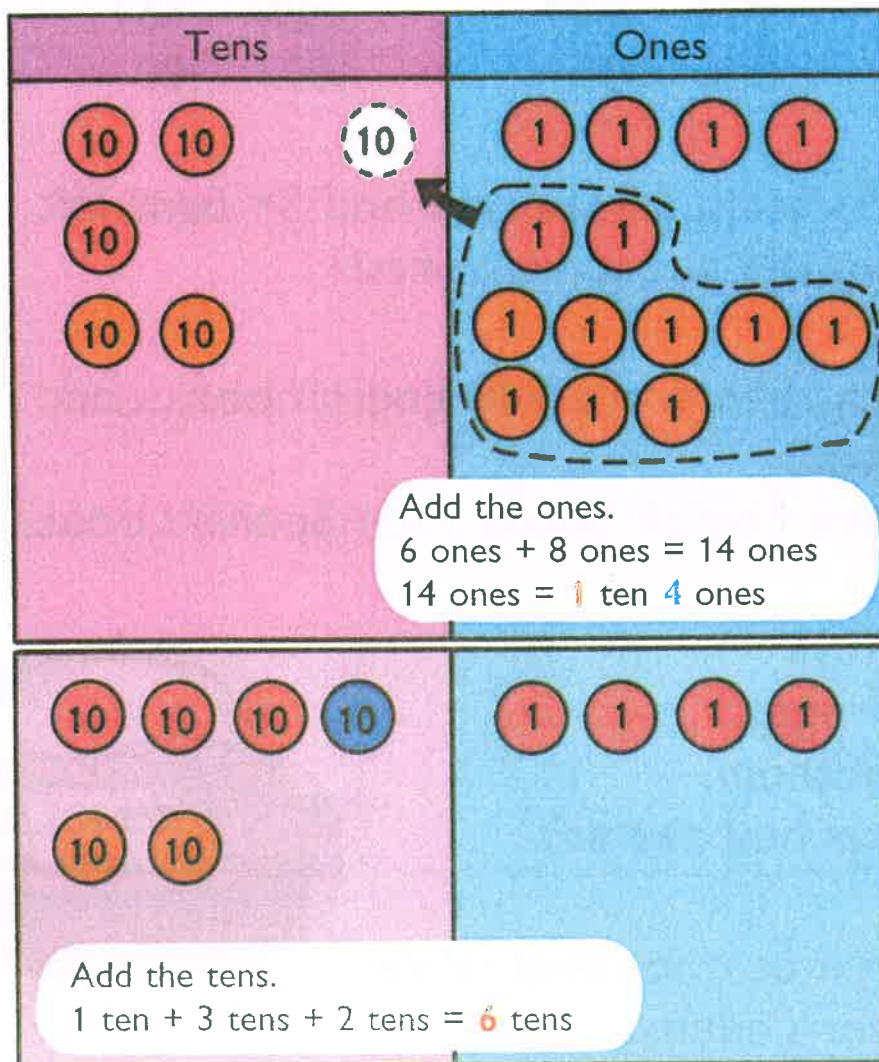 Tens Ones
10 10 10 1 1 1 1
10 1 1
10 10 1 1 1 1 1
1 1 1
Add the ones.
6 ones + 8 ones = 14 ones
14 ones = 1 ten 4 ones
10 10 10 10 1 1 1 1
10 10
Add the tens.
1 ten + 3 tens + 2 tens = 6 tens